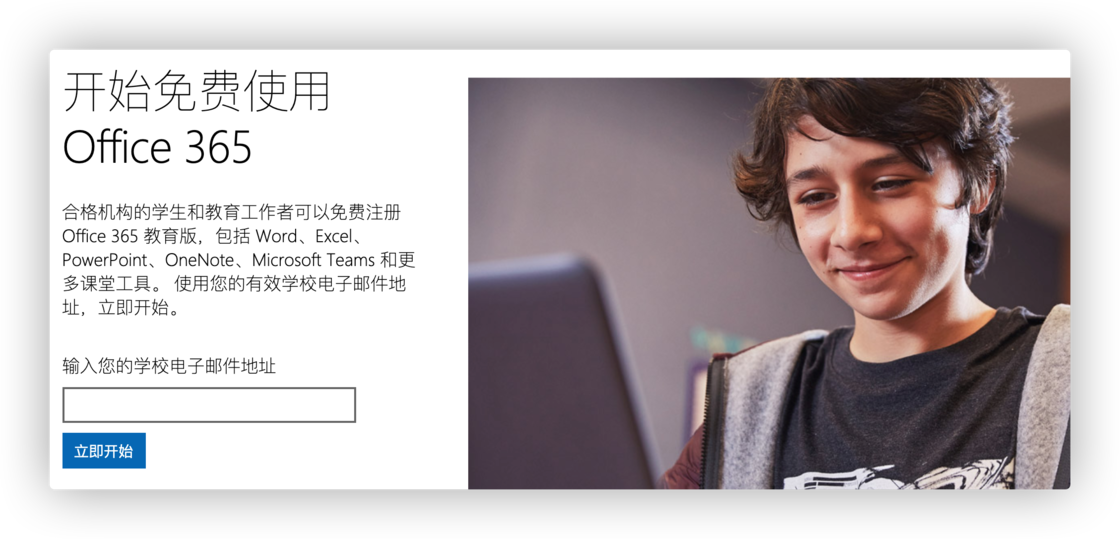 开始免费使用
Office 365
合格机构的学生和教育工作者可以免费注册
Office 365 教育版，包括 Word、Excel、
PowerPoint、OneNote、Microsoft Teams 和更
多课堂工具。 使用您的有效学校电子邮件地
址，立即开始。
输入您的学校电子邮件地址
立即开始